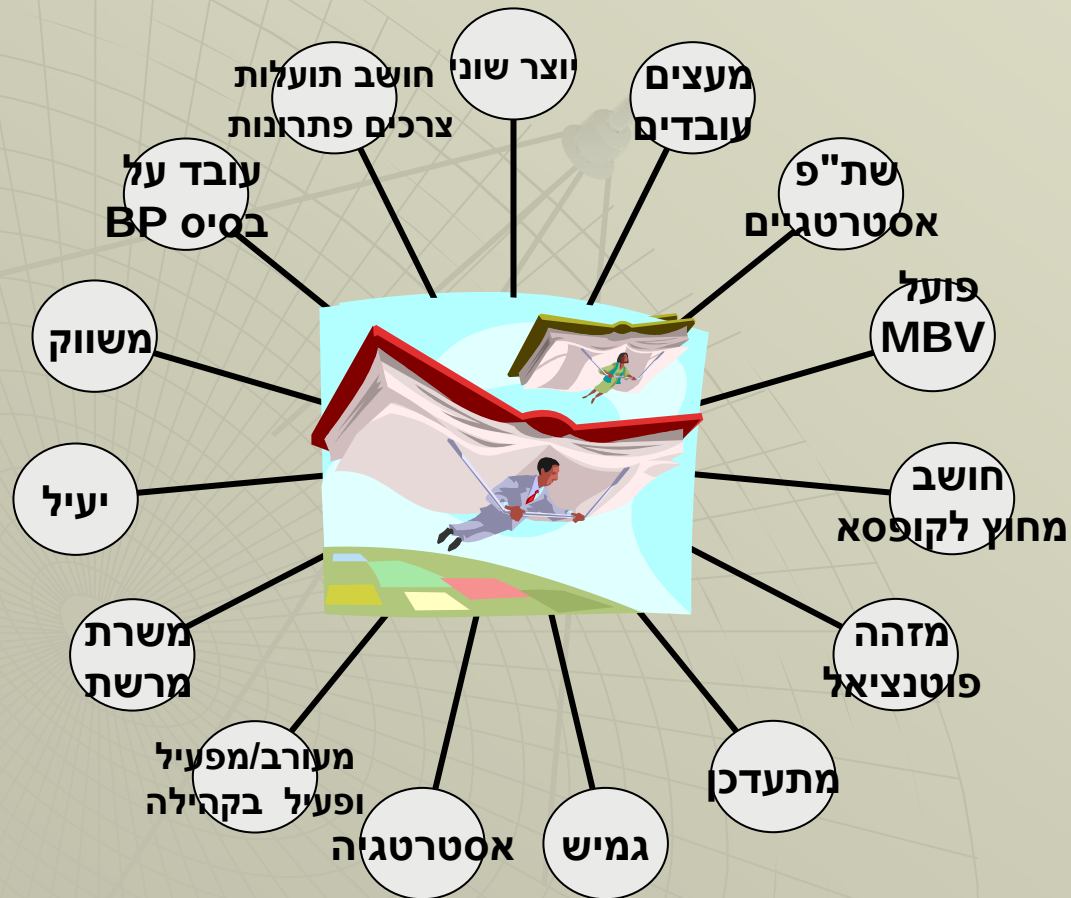 יוצר שוני
מעצים
עובדים
שת"פ
אסטרטגיים
פועל
MBV
חושב
מחוץ לקופסא
מזהה
פוטנציאל
מתעדכן
גמיש
אסטרטגיה
מעורב/מפעיל
ופעיל בקהילה
משרת
מרשת
יעיל
משווק
עובד על
בסיס BP
חושב תועלות
צרכים פתרונות